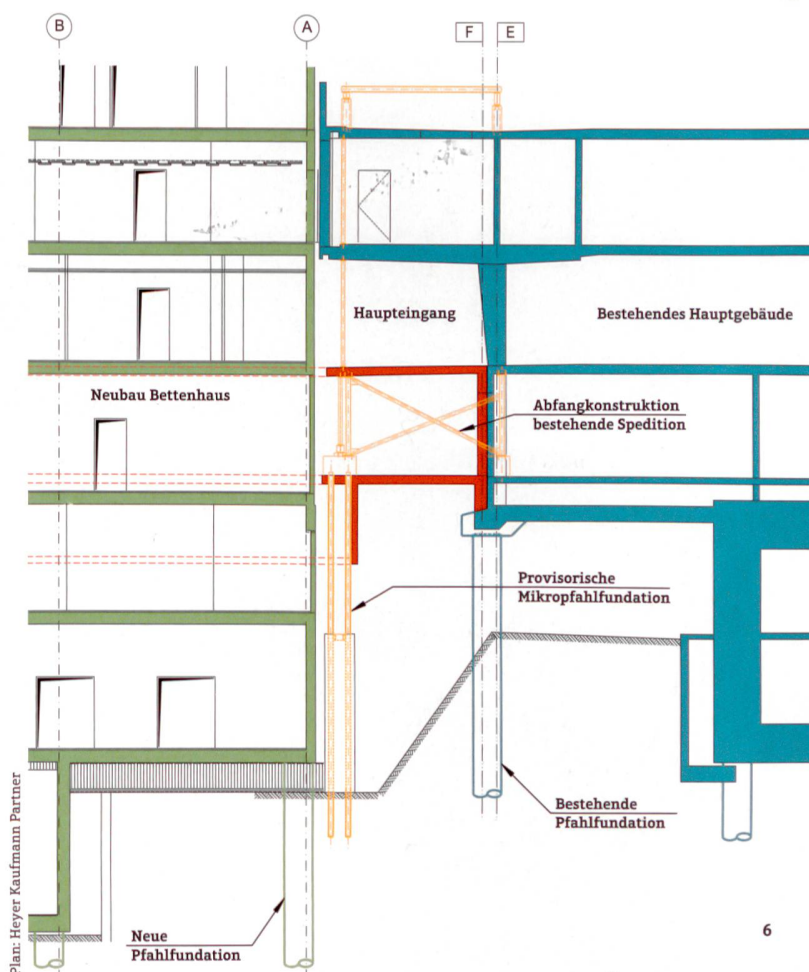 B
A
F
E
Haupteingang
Bestehendes Hauptgebäude
Neubau Bettenhaus
Abfangkonstruktion
bestehende Spedition
Provisorische
Mikropfahlfundation
Bestehende
Pfahlfundation
Neue
Pfahlfundation
Plan: Heyer Kaufmann Partner
6